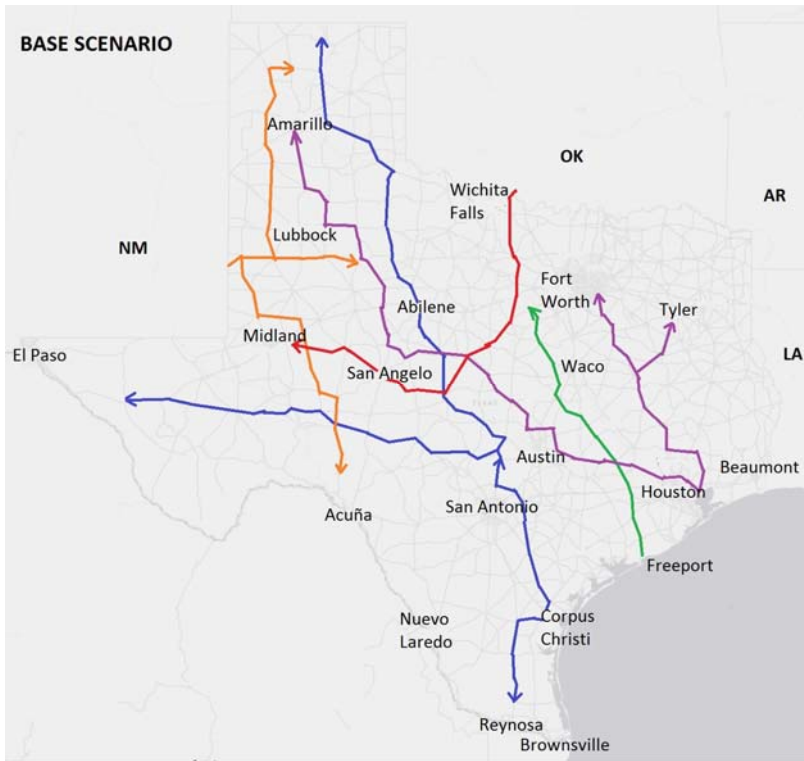 BASE SCENARIO
Amarillo
OK
Wichita
Falls
AR
NM
Lubbock
Fort
Worth
Abilene
Tyler
Midland
El Paso
LA
San Angelo
Waco
Austin
Beaumont
Houston
San Antonio
Acuña
Freeport
Nuevo
Laredo
Corpus
Christi
Reynosa
Brownsville